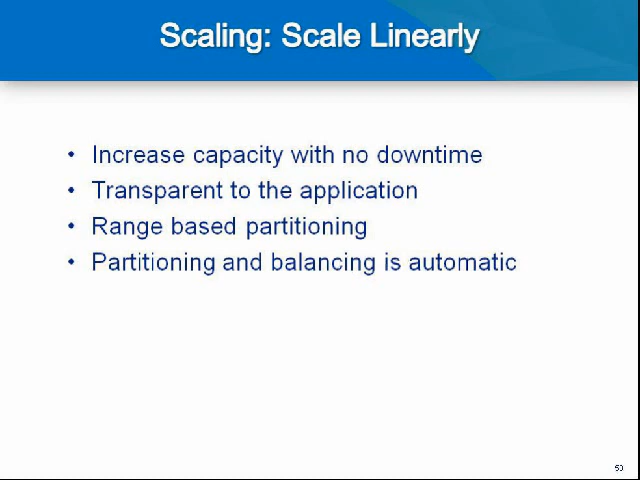 Scaling: Scale Linearly
• Increase capacity with no downtime
• Transparent to the application
• Range based partitioning
• Partitioning and balancing is automatic
53